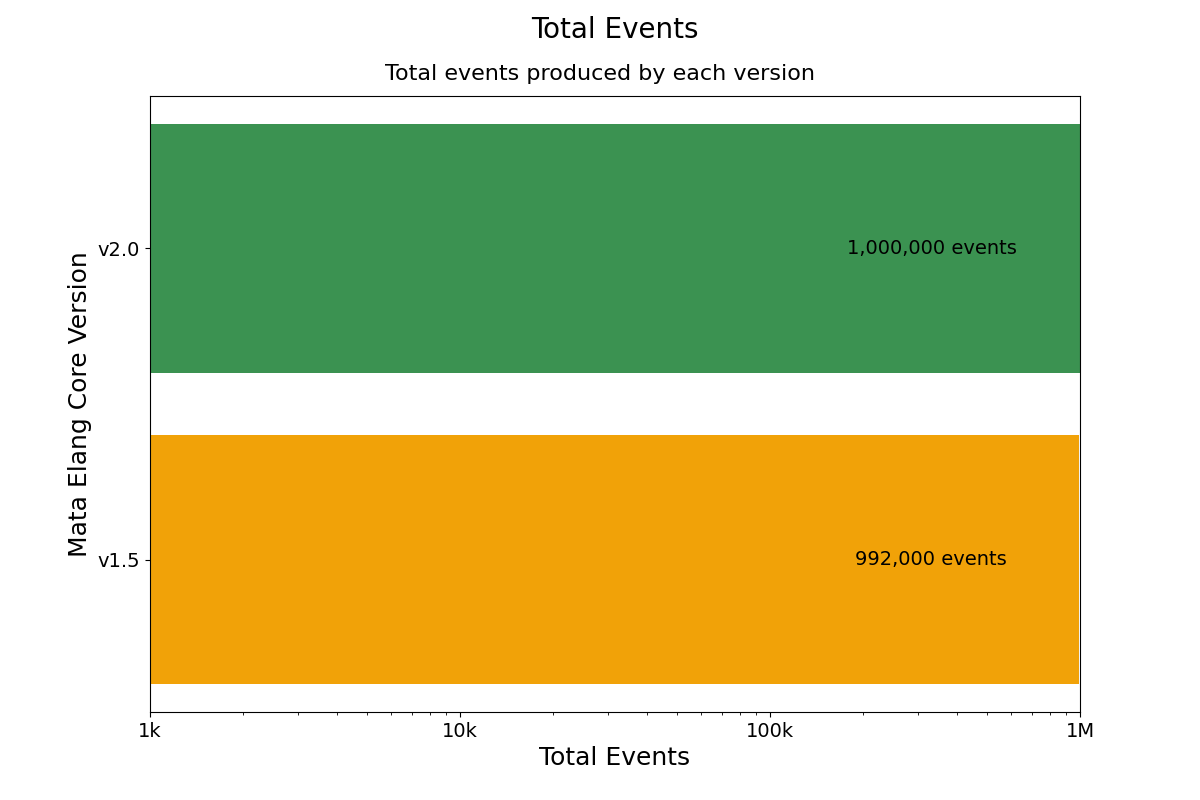 Total Events
Total events produced by each version
Mata Elang Core Version
v2.0
1,000,000 events
v1.5
992,000 events
1k 10k 100k 1M
Total Events